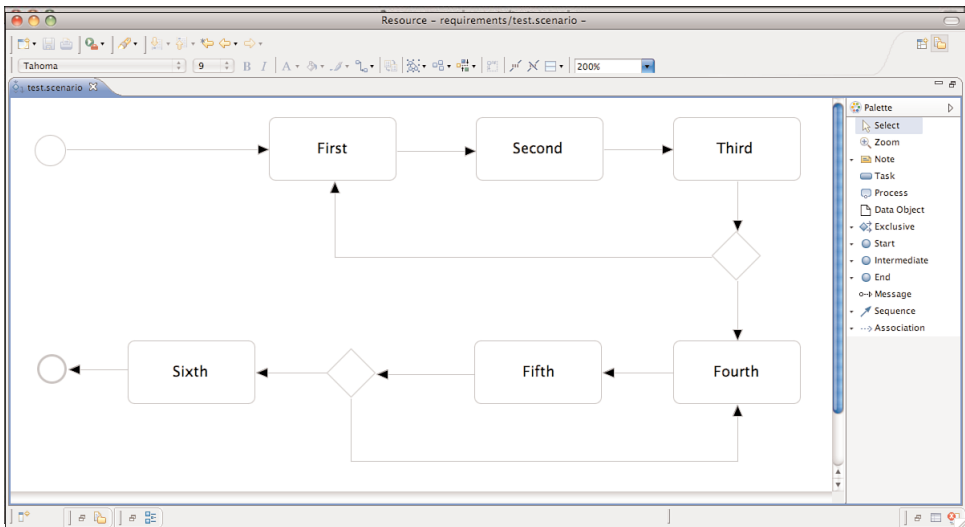 Resource – requirements/test.scenario –
Tahoma 9 B I A 200%
test.scenario
First Second Third
Sixth Fifth Fourth
Palette
Select
Zoom
Note
Task
Process
Data Object
Exclusive
Start
Intermediate
End
Message
Sequence
Association